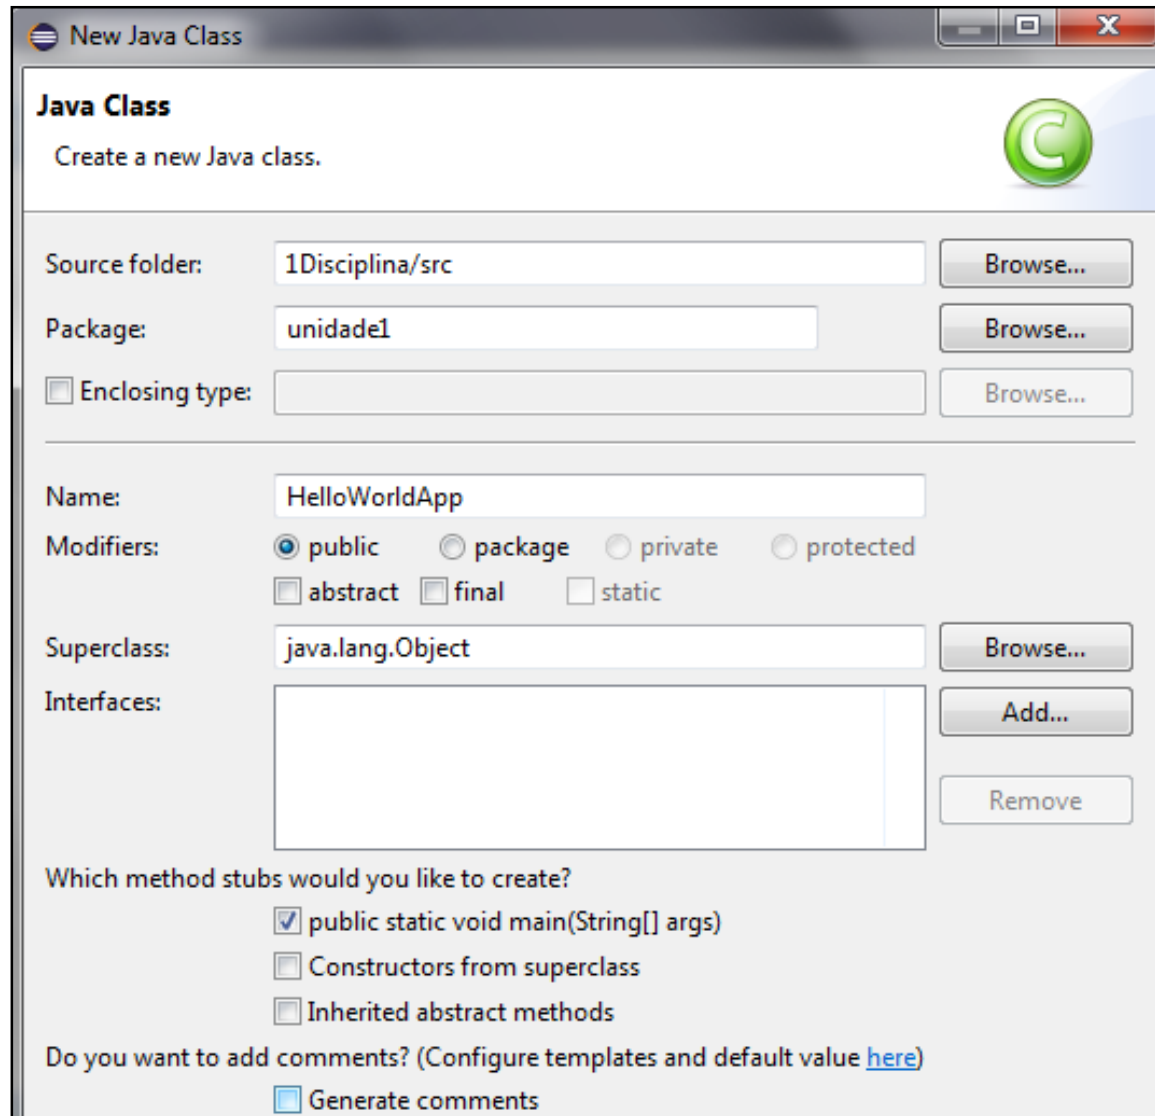 New Java Class
Java Class
Create a new Java class.
Source folder: 1Disciplina/src Browse...
Package: unidade1 Browse...
Enclosing type: Browse...
Name: HelloWorldApp
Modifiers: public package private protected
abstract final static
Superclass: java.lang.Object Browse...
Interfaces: Add...
Remove
Which method stubs would you like to create?
public static void main(String[] args)
Constructors from superclass
Inherited abstract methods
Do you want to add comments? (Configure templates and default value here)
Generate comments